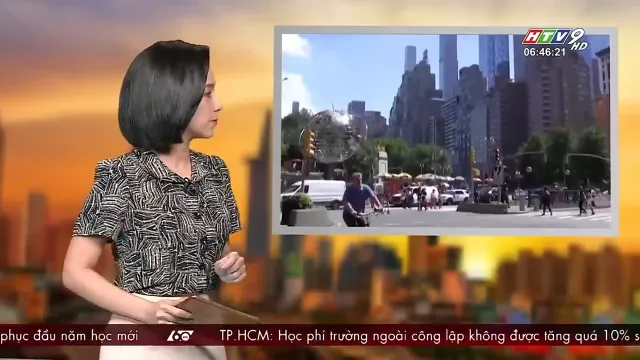 HTV9 HD
06:46:21
phục đầu năm học mới 60 TP.HCM: Học phí trường ngoài công lập không được tăng quá 10% s